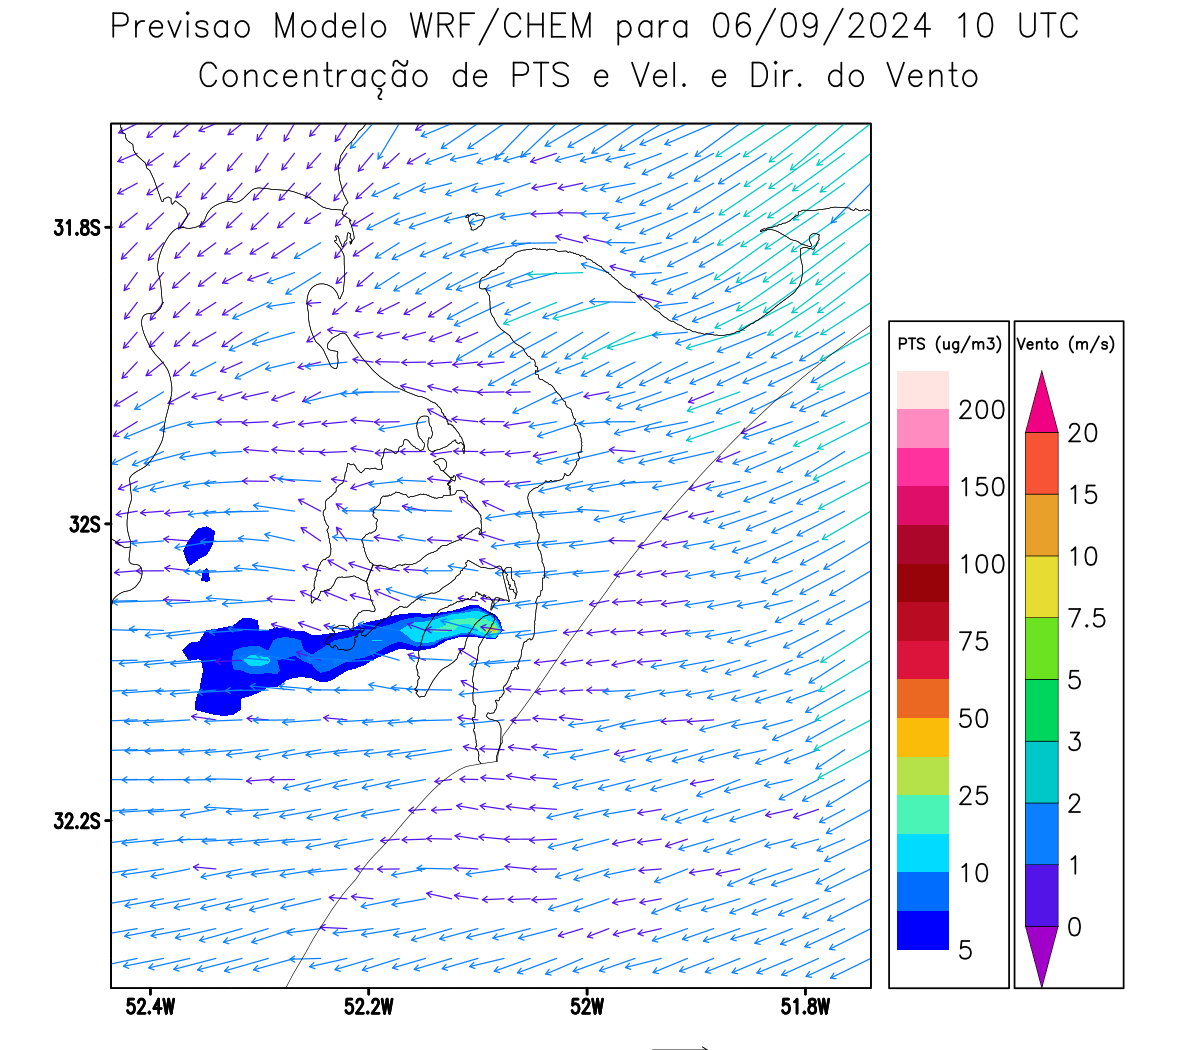 Previsao Modelo WRF/CHEM para 06/09/2024 10 UTC
Concentração de PTS e Vel. e Dir. do Vento
31.8S
32S
32.2S
52.4W
52.2W
52W
51.8W
PTS (ug/m3)
200
150
100
75
50
25
10
5
Vento (m/s)
20
15
10
7.5
5
3
2
1
0